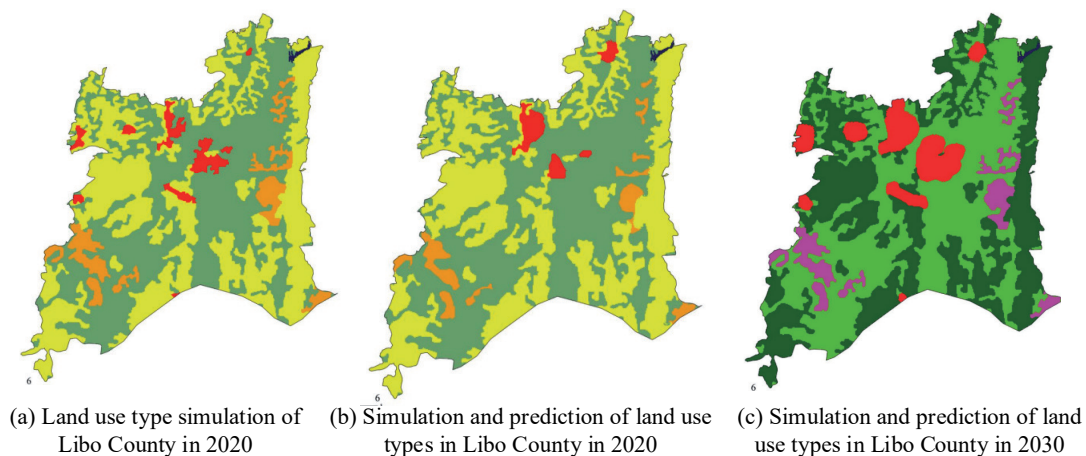 6
6
6
(a) Land use type simulation of
Libo County in 2020
(b) Simulation and prediction of land use
types in Libo County in 2020
(c) Simulation and prediction of land
use types in Libo County in 2030